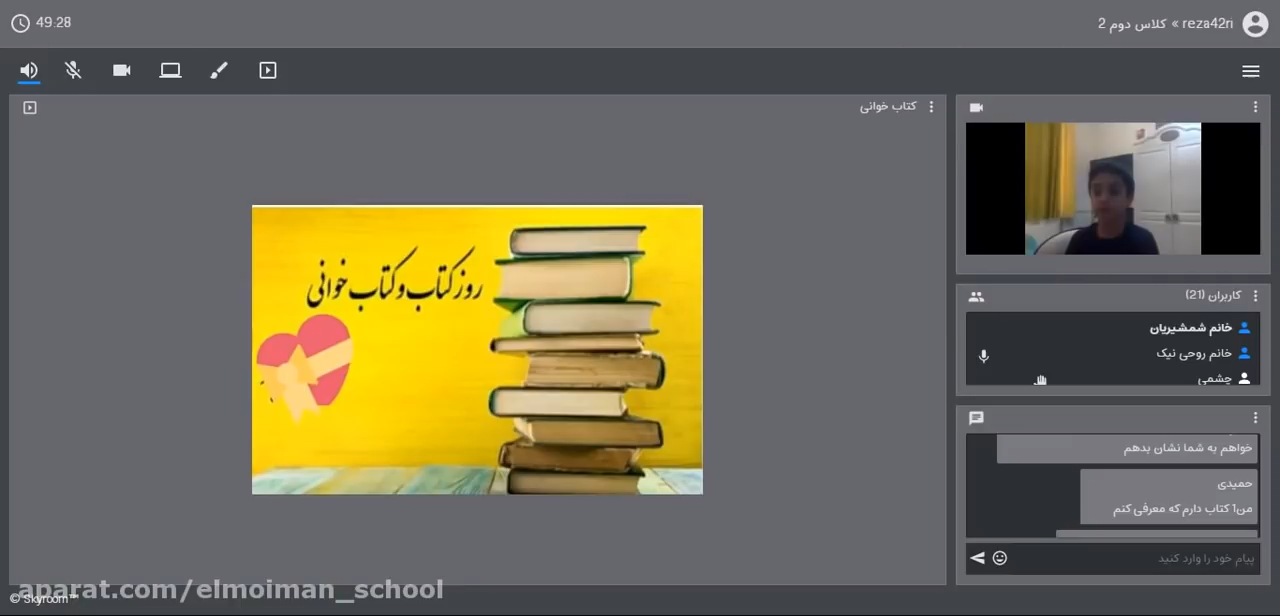 49:28
reza42ri » کلاس دوم 2
کتاب خوانی
روز کتاب و کتاب خوانی
کاربران (21)
خانم شمشیریان
خانم روحی نیک
چشمی
خواهم به شما نشان بدهم
حمیدی
من1 کتاب دارم که معرفی کنم
پیام خود را وارد کنید
aparat.com/elmoiman_school
© Skyroom™